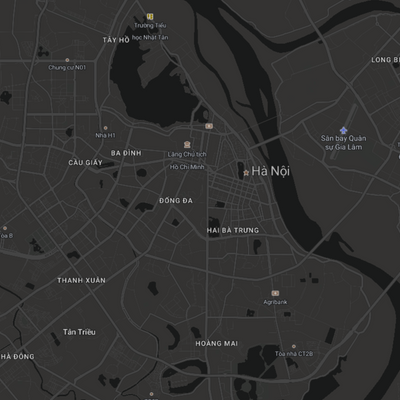 Trường Tiểu
học Nhật Tân
TÂY HỒ
LONG B
Chung cư N01
Nhà H1
Sân bay Quân
sự Gia Lâm
BA ĐÌNH
Lăng Chủ tịch
Hồ Chí Minh
CẦU GIẤY
Hà Nội
ĐỐNG ĐA
HAI BÀ TRƯNG
òa B
THANH XUÂN
Agribank
Tân Triều
HOÀNG MAI
Tòa nhà CT2B
HÀ ĐÔNG